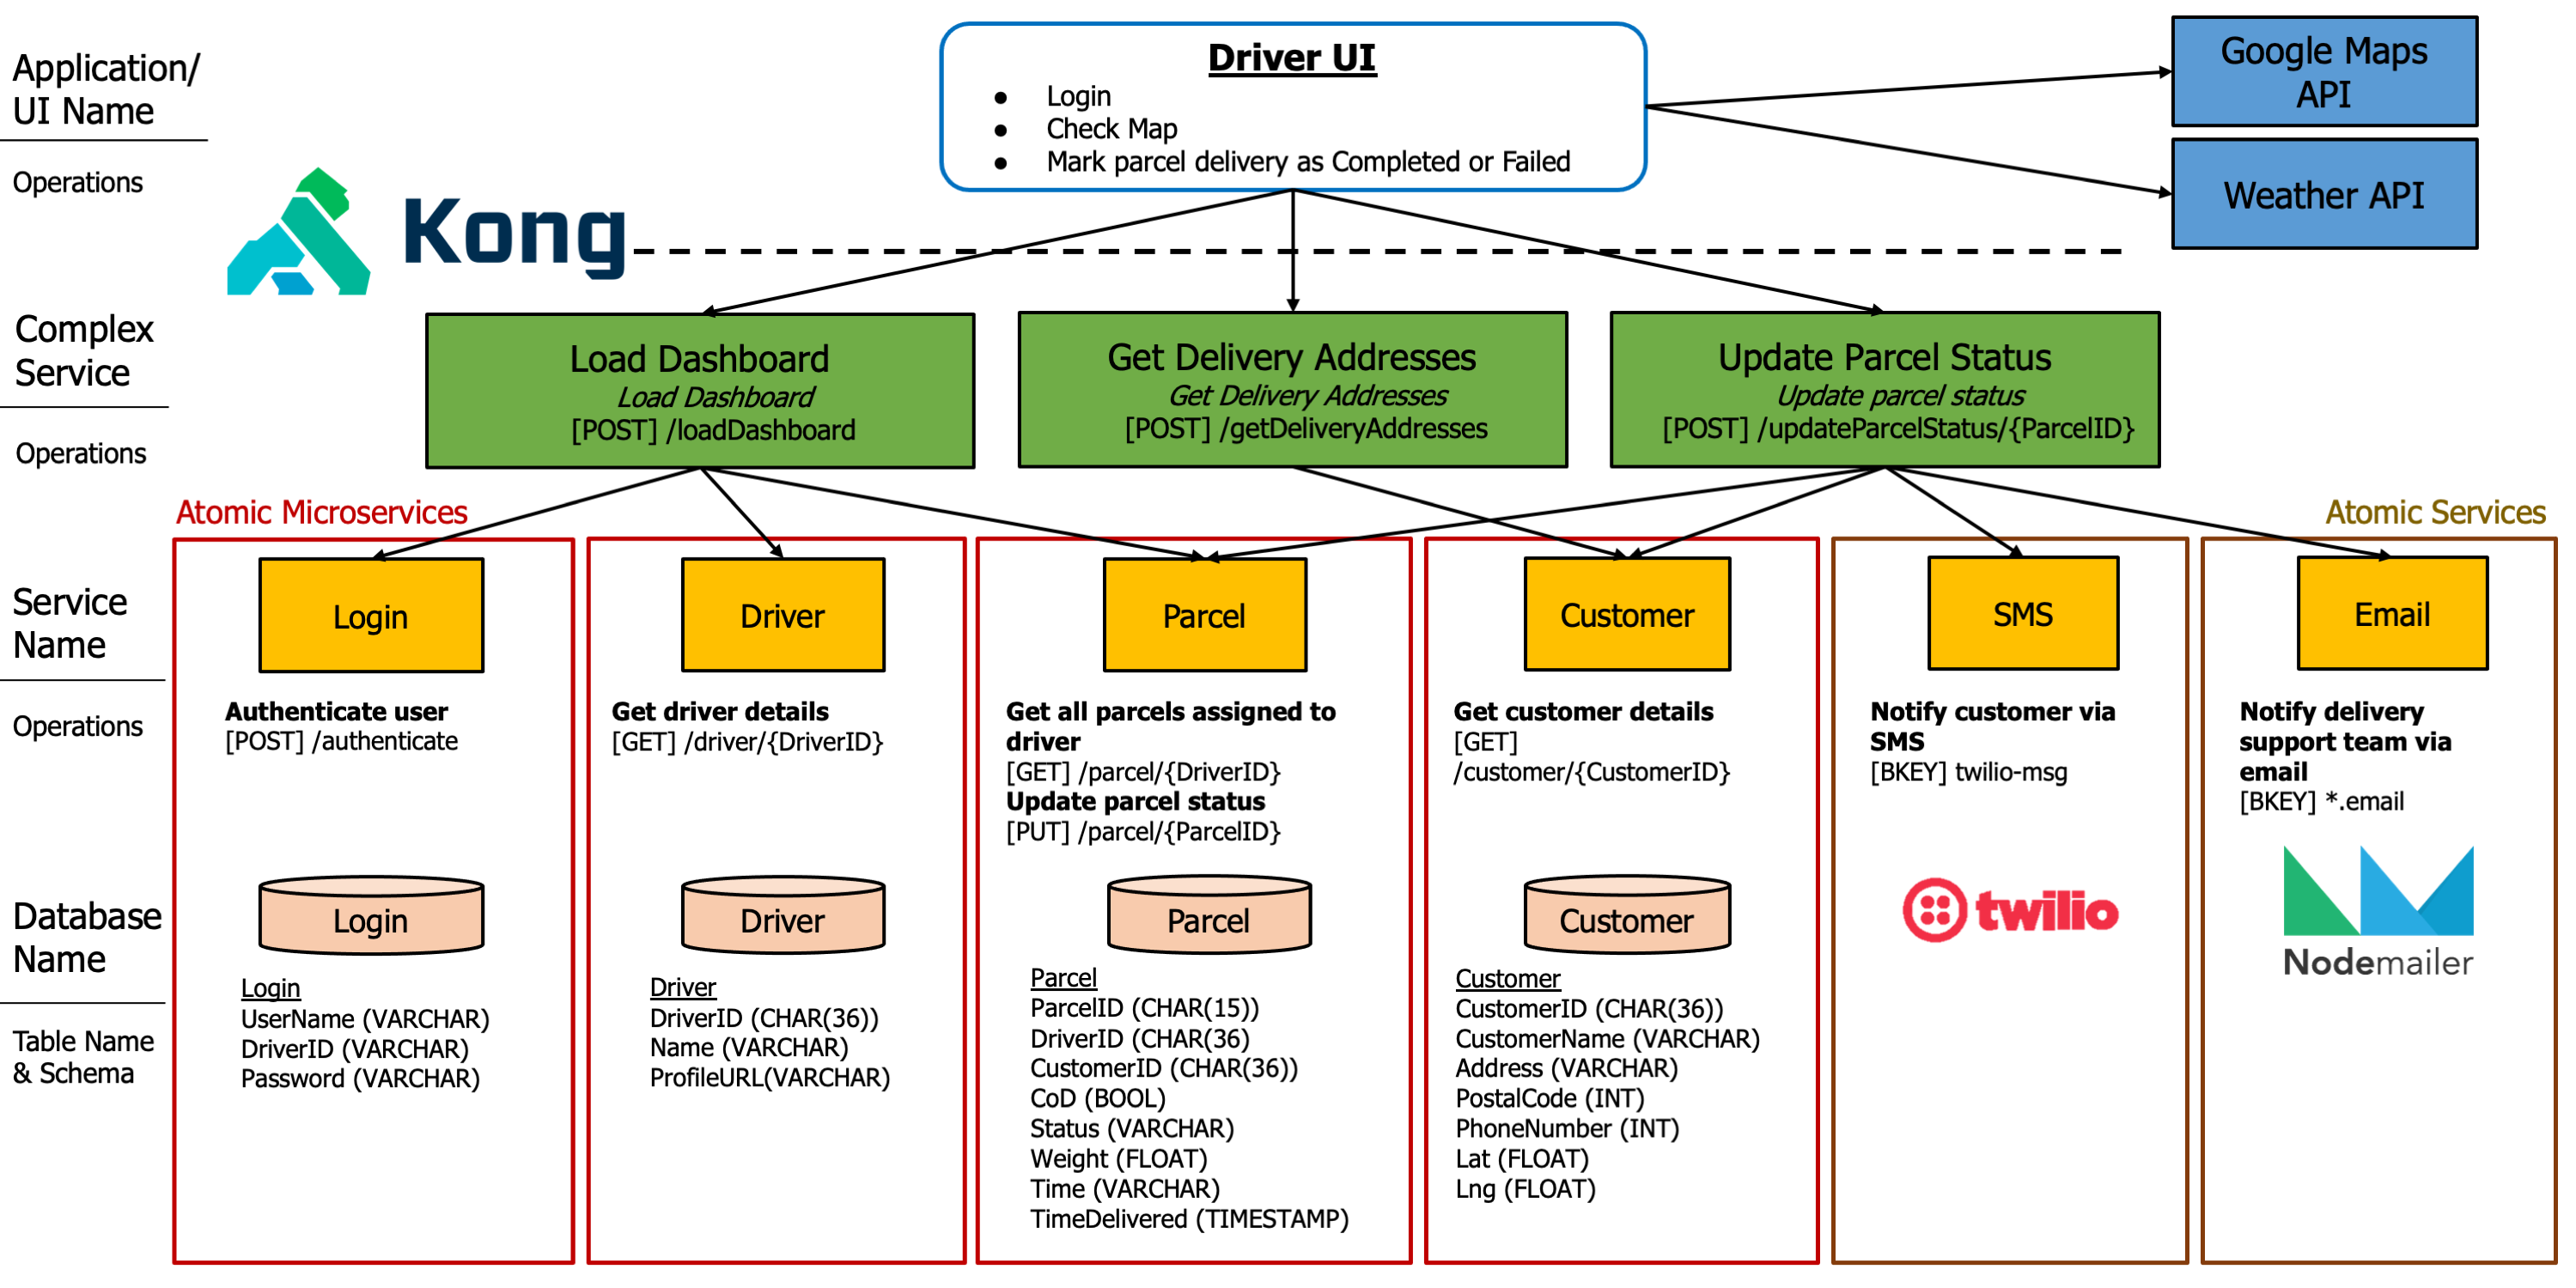 Application/
UI Name
Operations
Driver UI
● Login
● Check Map
● Mark parcel delivery as Completed or Failed
Google Maps
API
Weather API
Kong
Complex
Service
Operations
Load Dashboard
Load Dashboard
[POST] /loadDashboard
Get Delivery Addresses
Get Delivery Addresses
[POST] /getDeliveryAddresses
Update Parcel Status
Update parcel status
[POST] /updateParcelStatus/{ParcelID}
Atomic Microservices
Atomic Services
Service
Name
Operations
Login
Authenticate user
[POST] /authenticate
Driver
Get driver details
[GET] /driver/{DriverID}
Parcel
Get all parcels assigned to
driver
[GET] /parcel/{DriverID}
Update parcel status
[PUT] /parcel/{ParcelID}
Customer
Get customer details
[GET]
/customer/{CustomerID}
SMS
Notify customer via
SMS
[BKEY] twilio-msg
Email
Notify delivery
support team via
email
[BKEY] *.email
Database
Name
Table Name
& Schema
Login
Login
UserName (VARCHAR)
DriverID (VARCHAR)
Password (VARCHAR)
Driver
Driver
DriverID (CHAR(36))
Name (VARCHAR)
ProfileURL(VARCHAR)
Parcel
Parcel
ParcelID (CHAR(15))
DriverID (CHAR(36)
CustomerID (CHAR(36))
CoD (BOOL)
Status (VARCHAR)
Weight (FLOAT)
Time (VARCHAR)
TimeDelivered (TIMESTAMP)
Customer
Customer
CustomerID (CHAR(36))
CustomerName (VARCHAR)
Address (VARCHAR)
PostalCode (INT)
PhoneNumber (INT)
Lat (FLOAT)
Lng (FLOAT)
twilio
Nodemailer